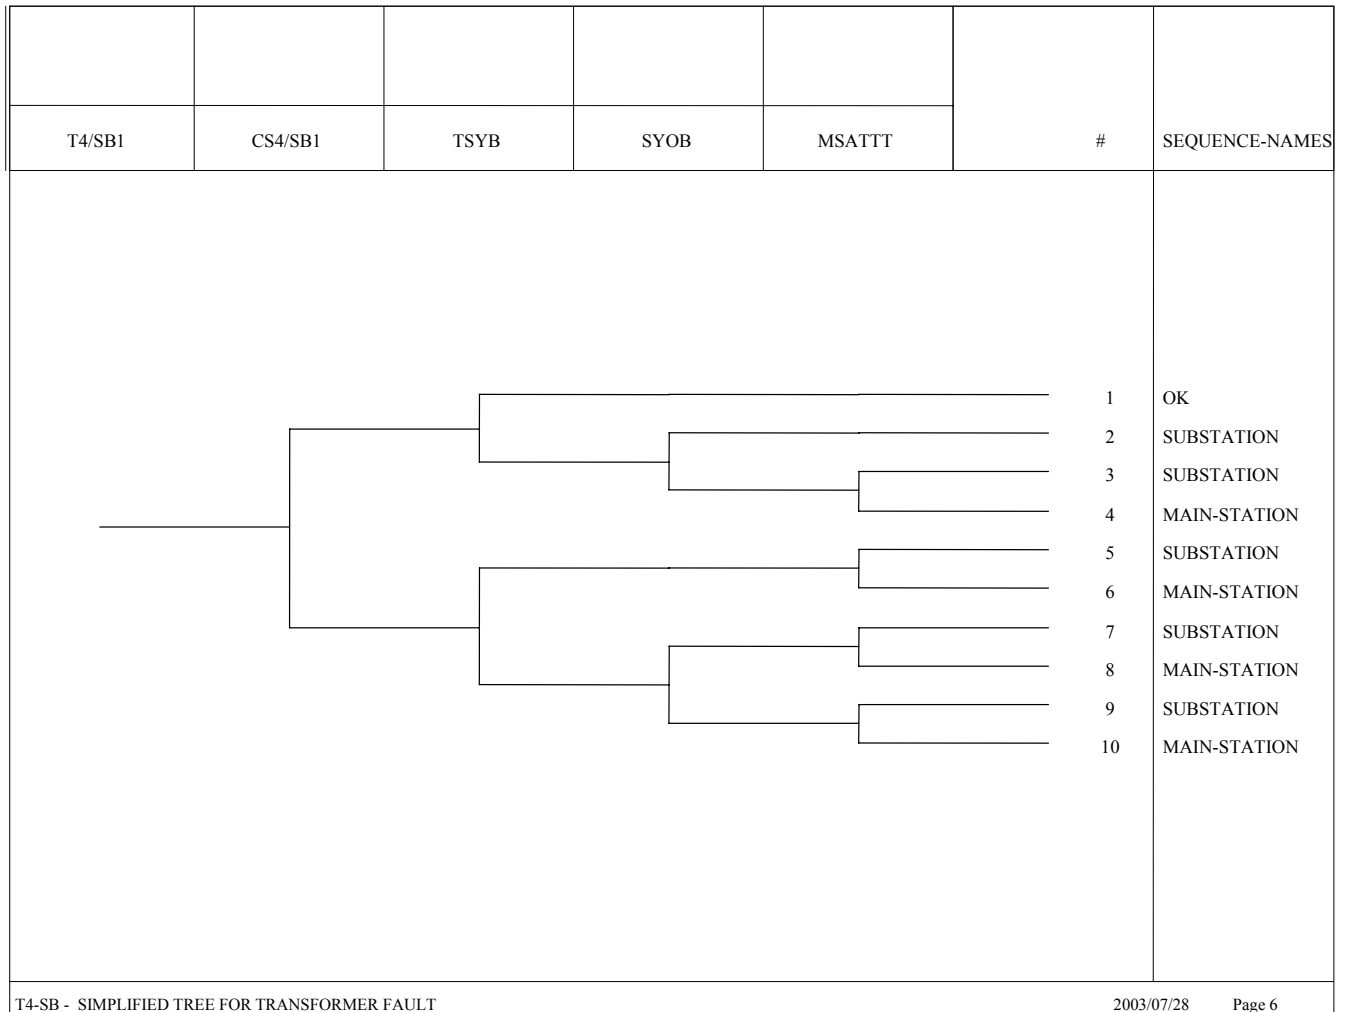 T4/SB1 CS4/SB1 TSYB SYOB MSATTT # SEQUENCE-NAMES
1 OK
2 SUBSTATION
3 SUBSTATION
4 MAIN-STATION
5 SUBSTATION
6 MAIN-STATION
7 SUBSTATION
8 MAIN-STATION
9 SUBSTATION
10 MAIN-STATION
T4-SB - SIMPLIFIED TREE FOR TRANSFORMER FAULT 2003/07/28 Page 6